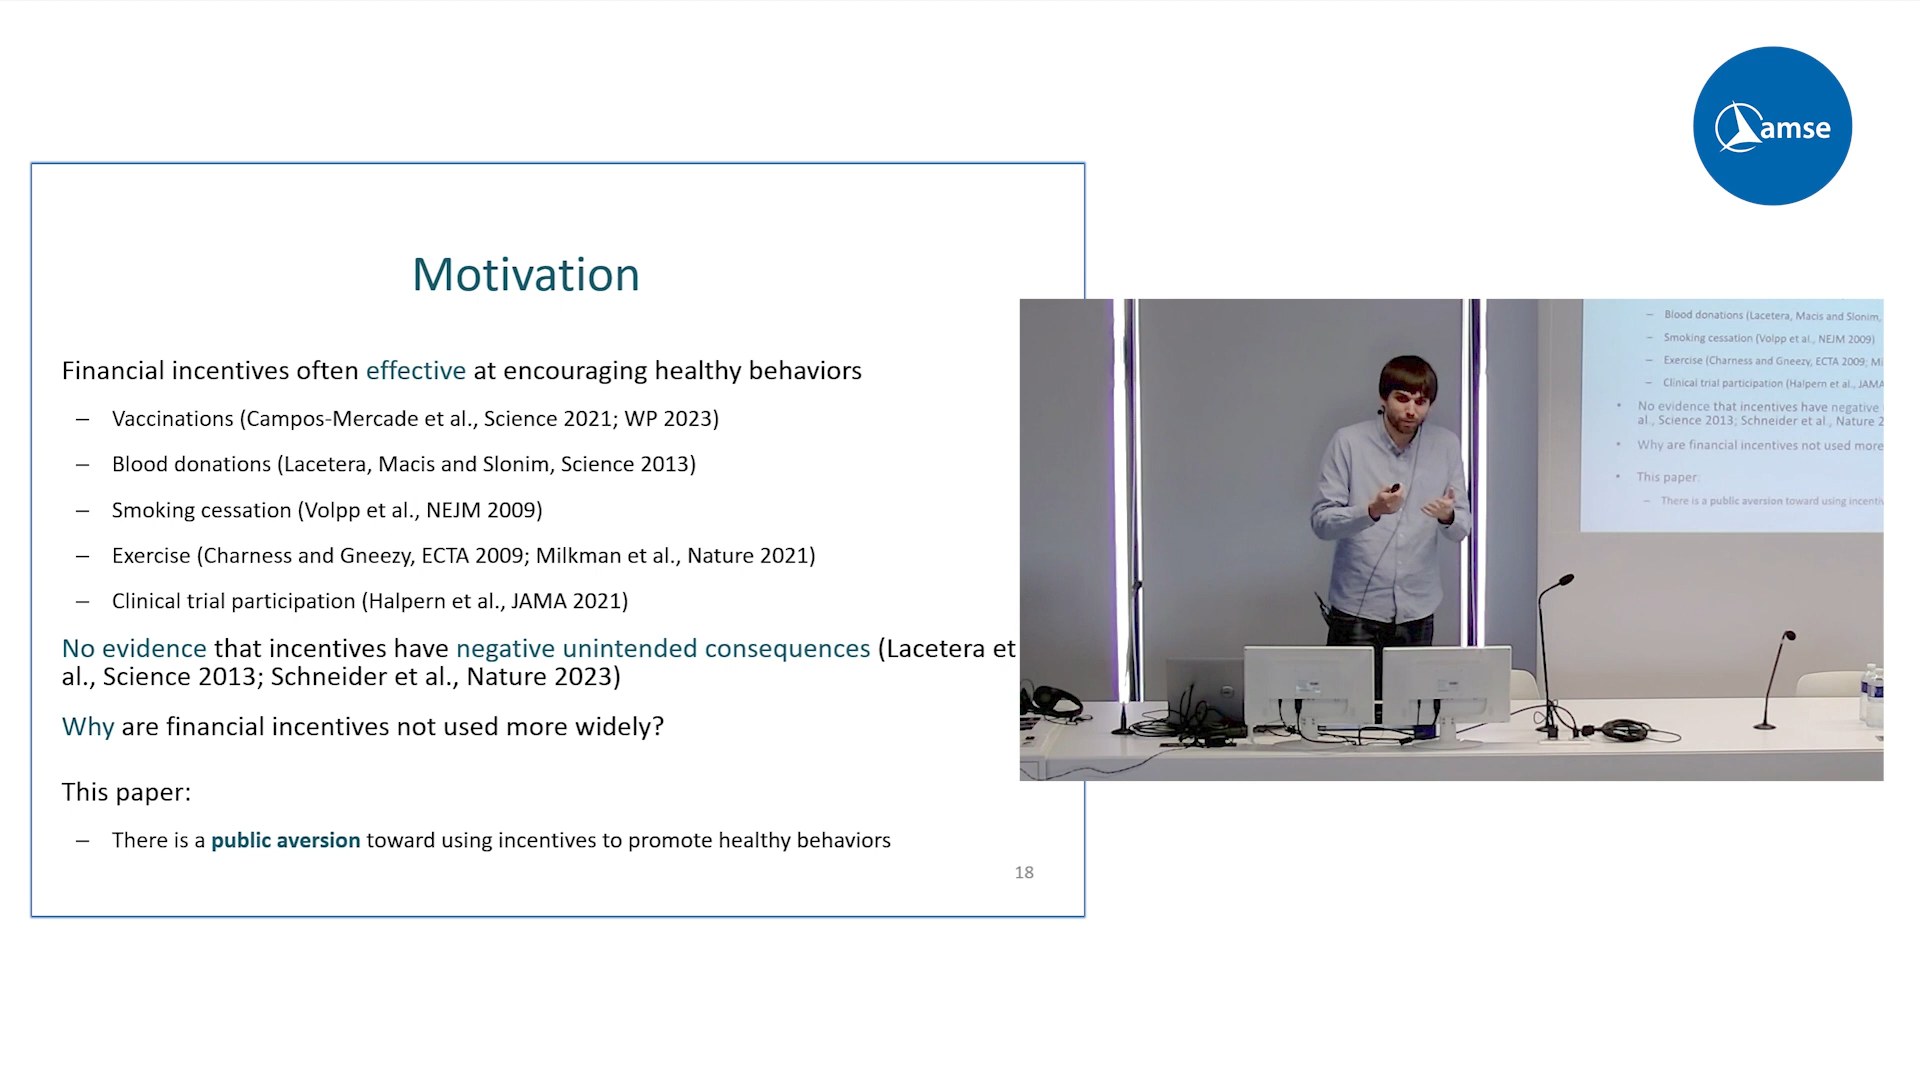 amse
Motivation
Financial incentives often effective at encouraging healthy behaviors
– Vaccinations (Campos-Mercade et al., Science 2021; WP 2023)
– Blood donations (Lacetera, Macis and Slonim, Science 2013)
– Smoking cessation (Volpp et al., NEJM 2009)
– Exercise (Charness and Gneezy, ECTA 2009; Milkman et al., Nature 2021)
– Clinical trial participation (Halpern et al., JAMA 2021)
No evidence that incentives have negative unintended consequences (Lacetera et
al., Science 2013; Schneider et al., Nature 2023)
Why are financial incentives not used more widely?
This paper:
– There is a public aversion toward using incentives to promote healthy behaviors
18
– Blood donations (Lacetera, Macis and Slonim,
– Smoking cessation (Volpp et al., NEJM 2009)
– Exercise (Charness and Gneezy, ECTA 2009; Mi
– Clinical trial participation (Halpern et al., JAMA
• No evidence that incentives have negative
al., Science 2013; Schneider et al., Nature 2
• Why are financial incentives not used more
• This paper:
– There is a public aversion toward using incenti